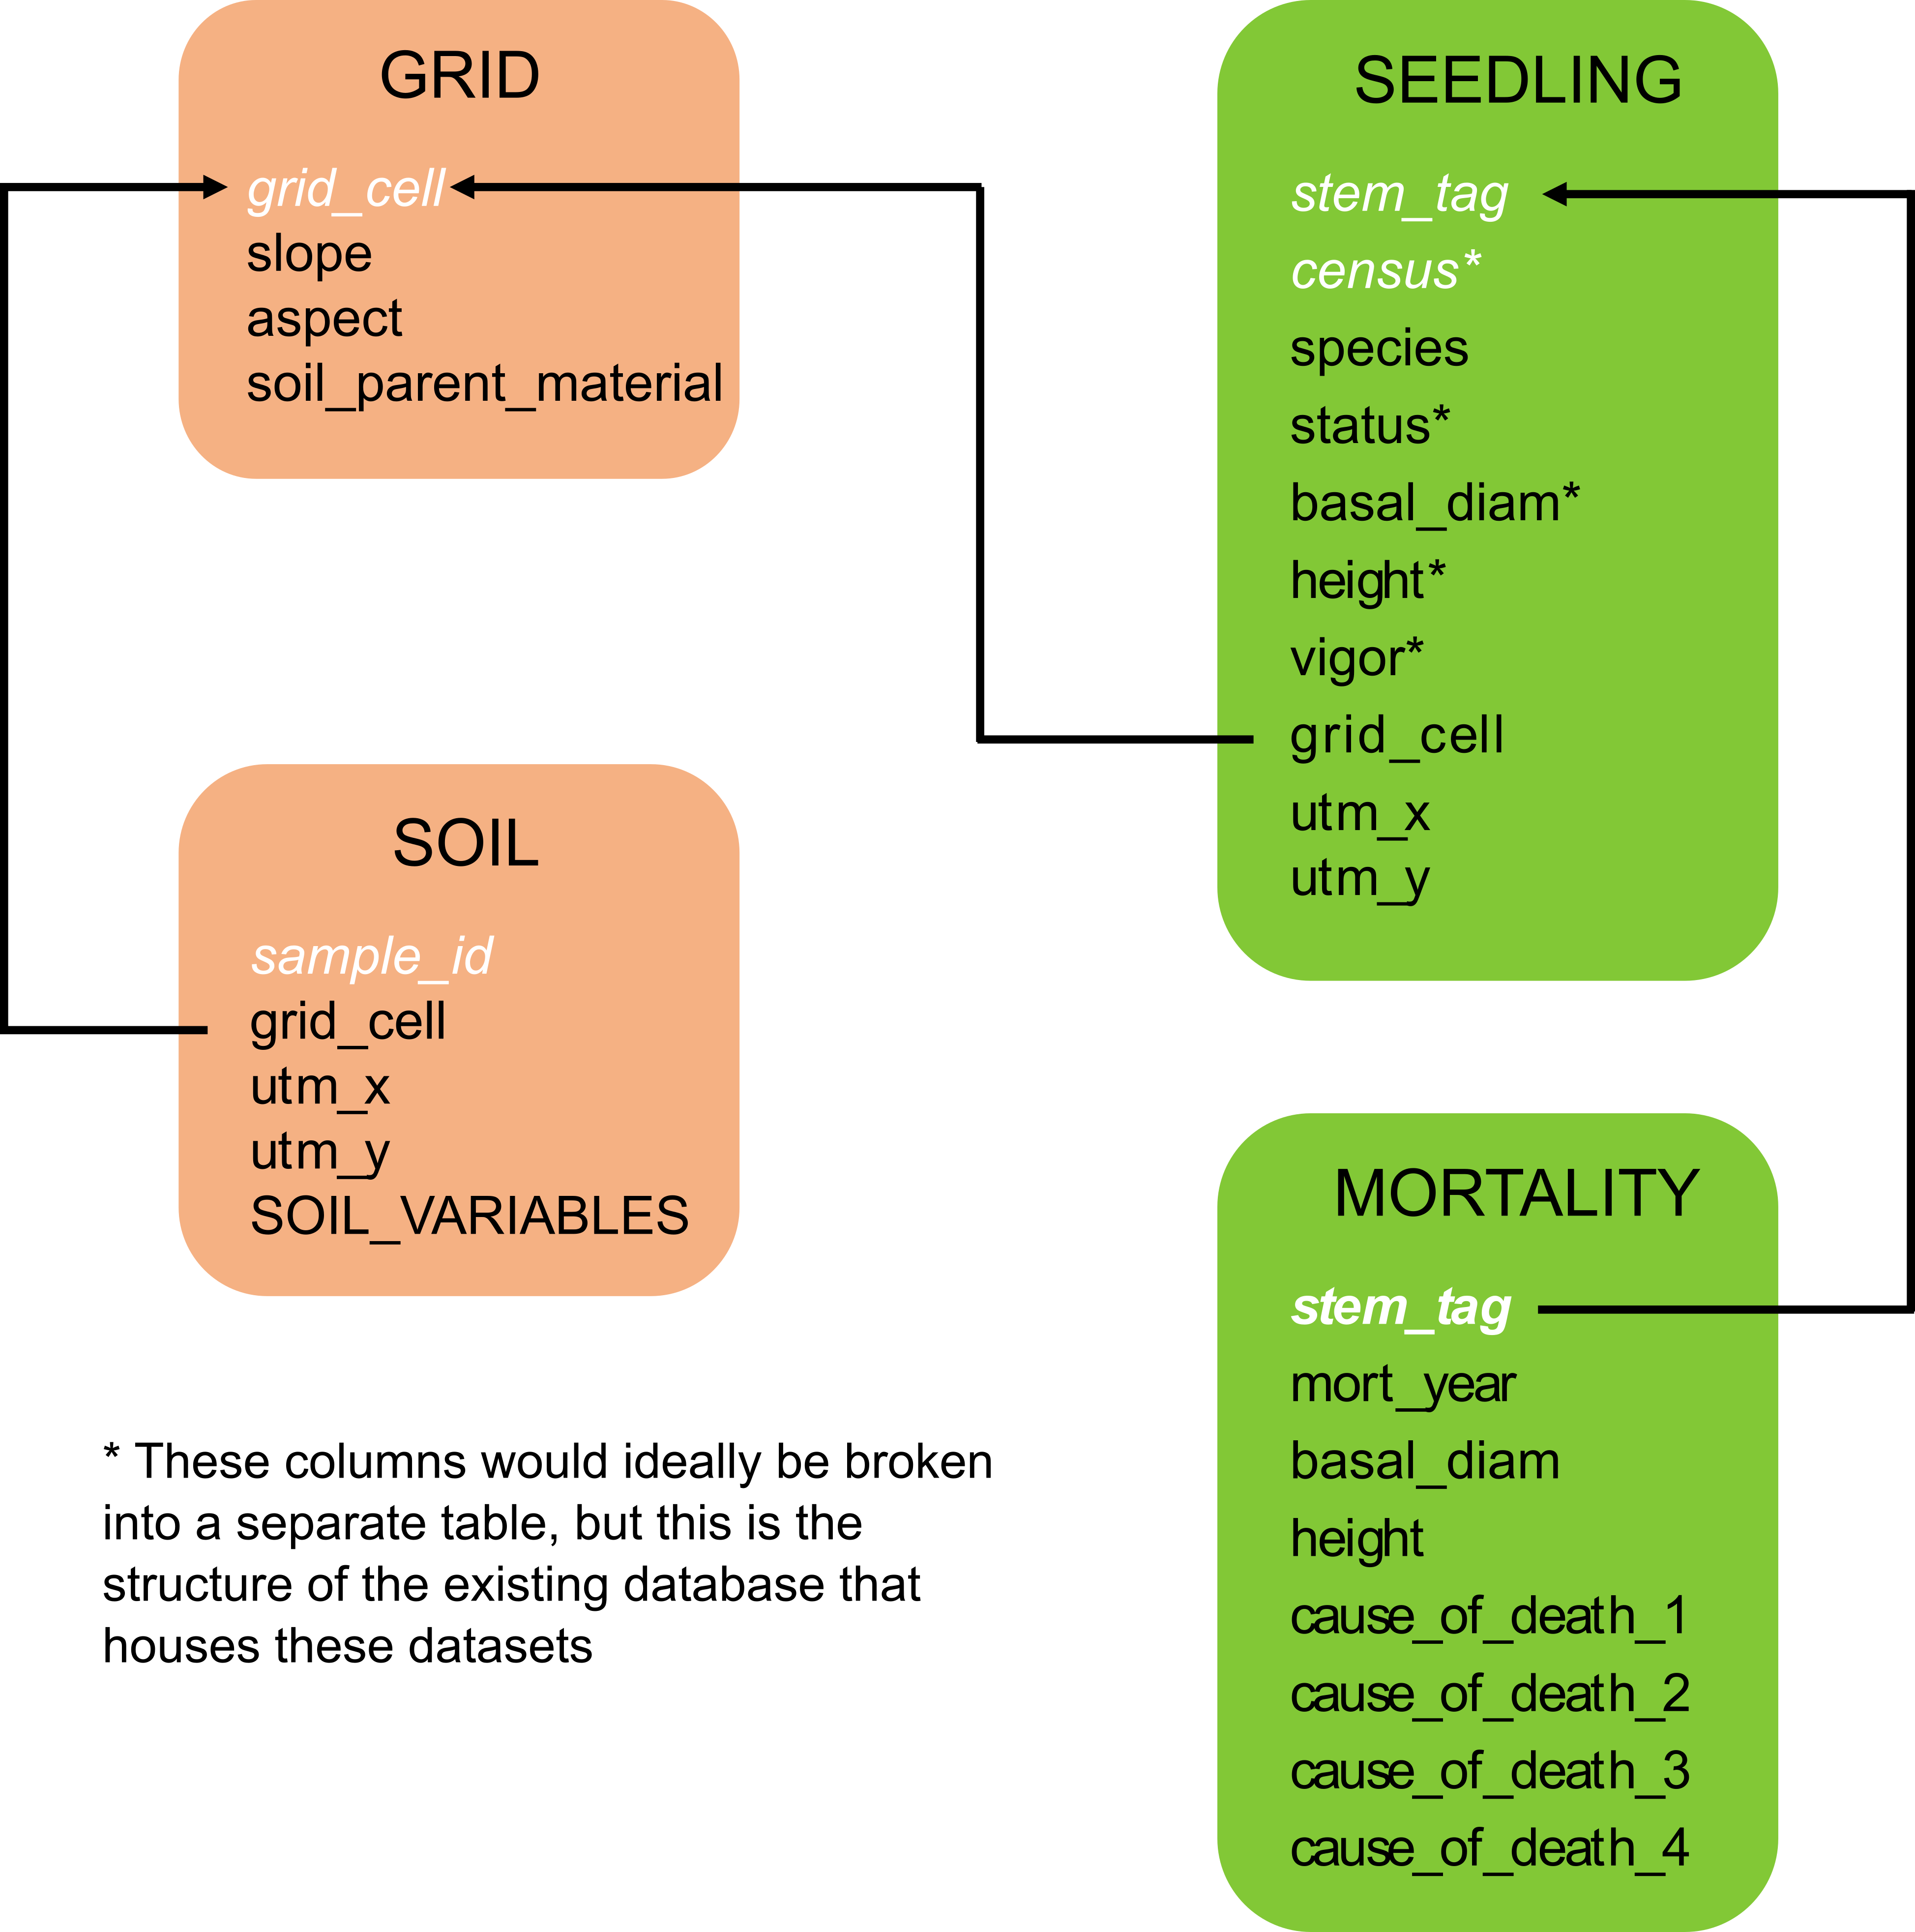 GRID
grid_cell
slope
aspect
soil_parent_material
SOIL
sample_id
grid_cell
utm_x
utm_y
SOIL_VARIABLES
* These columns would ideally be broken
into a separate table, but this is the
structure of the existing database that
houses these datasets
SEEDLING
stem_tag
census*
species
status*
basal_diam*
height*
vigor*
grid_cell
utm_x
utm_y
MORTALITY
stem_tag
mort_year
basal_diam
height
cause_of_death_1
cause_of_death_2
cause_of_death_3
cause_of_death_4